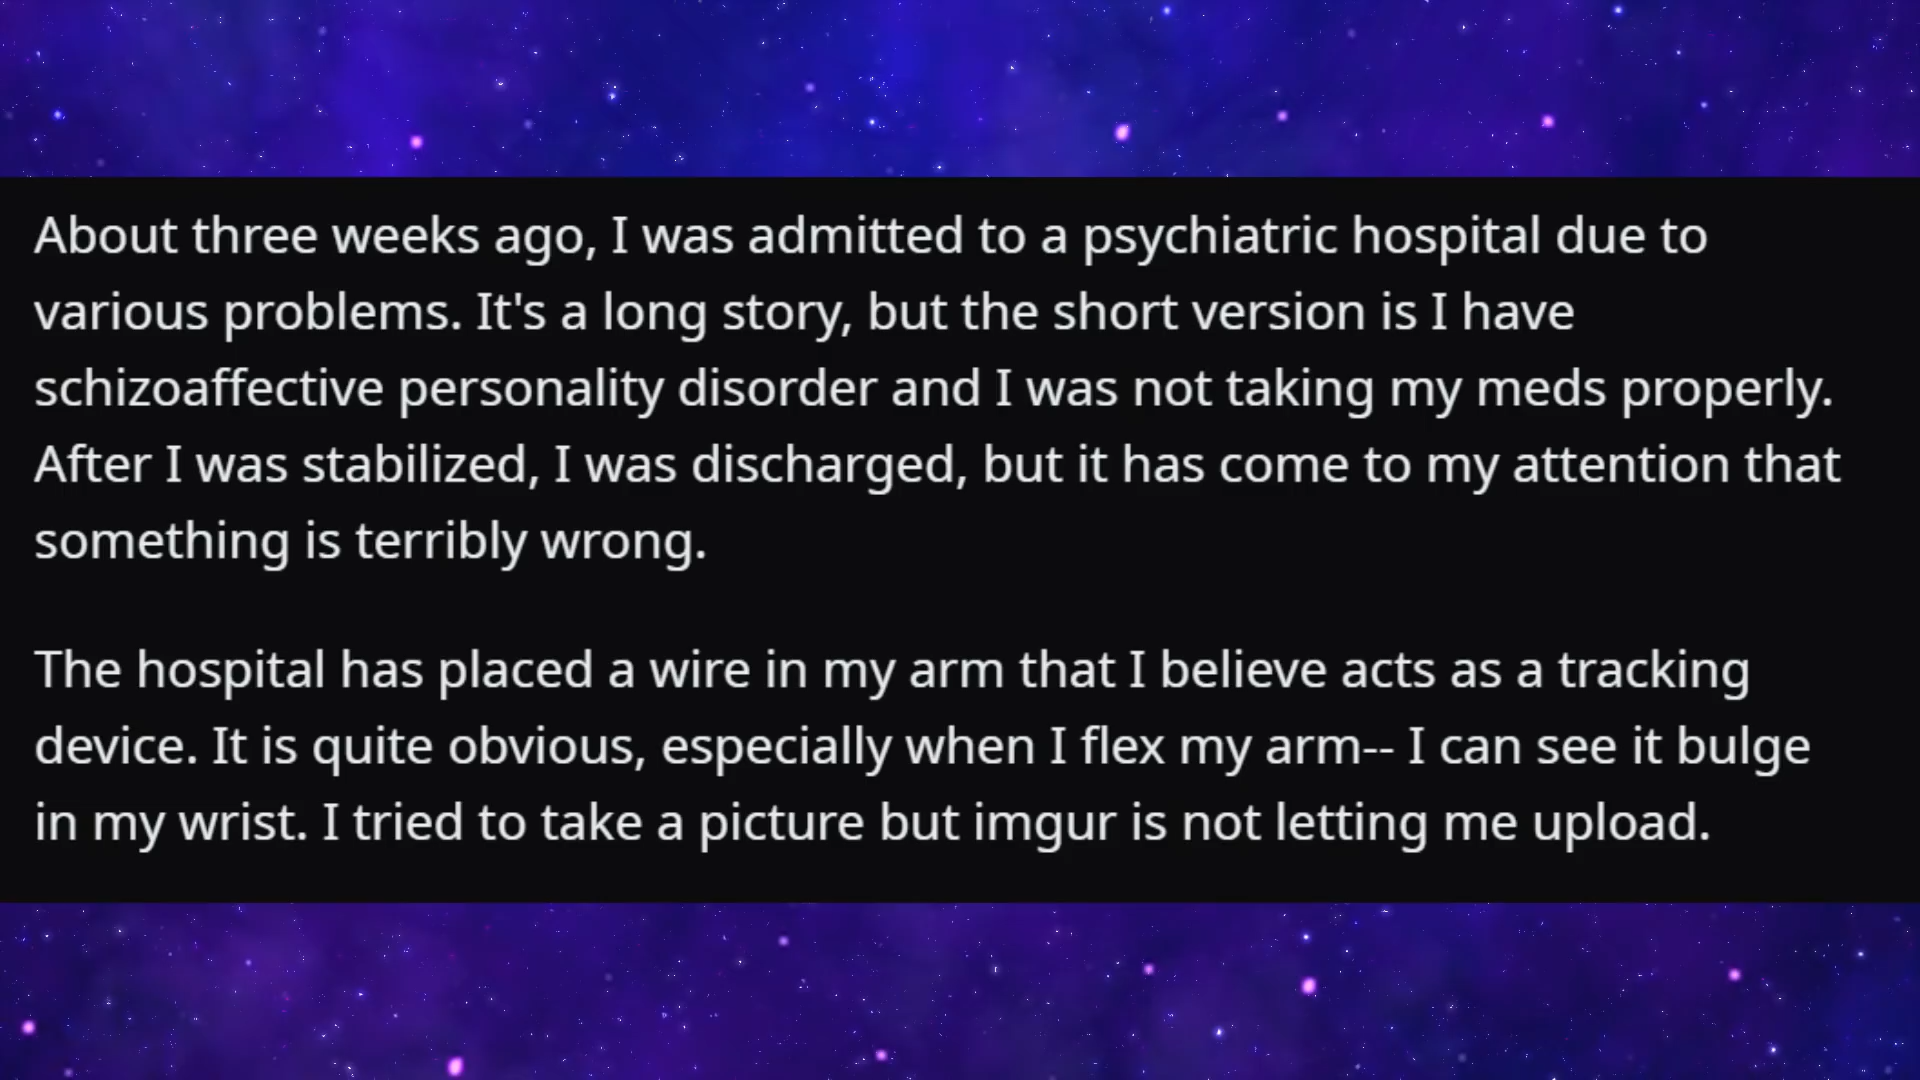 About three weeks ago, I was admitted to a psychiatric hospital due to
various problems. It's a long story, but the short version is I have
schizoaffective personality disorder and I was not taking my meds properly.
After I was stabilized, I was discharged, but it has come to my attention that
something is terribly wrong.
The hospital has placed a wire in my arm that I believe acts as a tracking
device. It is quite obvious, especially when I flex my arm-- I can see it bulge
in my wrist. I tried to take a picture but imgur is not letting me upload.